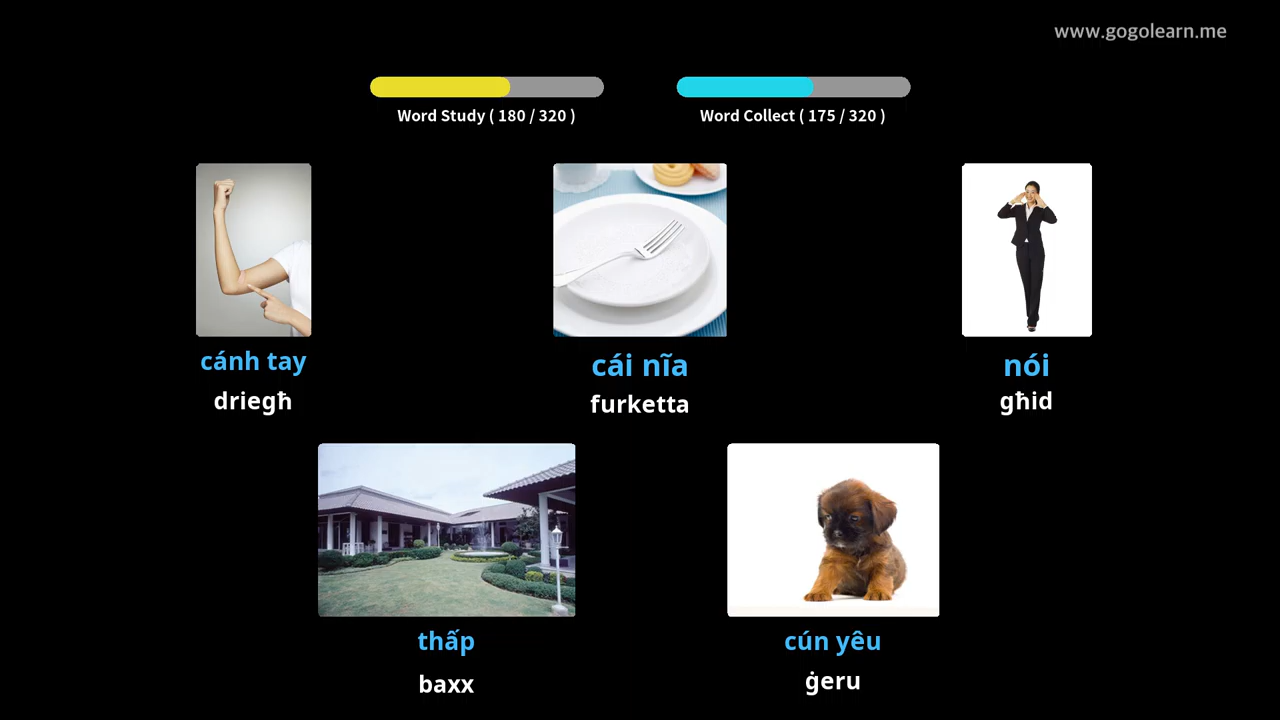 www.gogolearn.me
Word Study ( 180 / 320 )
Word Collect ( 175 / 320 )
cánh tay
driegħ
cái nĩa
furketta
nói
għid
thấp
baxx
cún yêu
ġeru